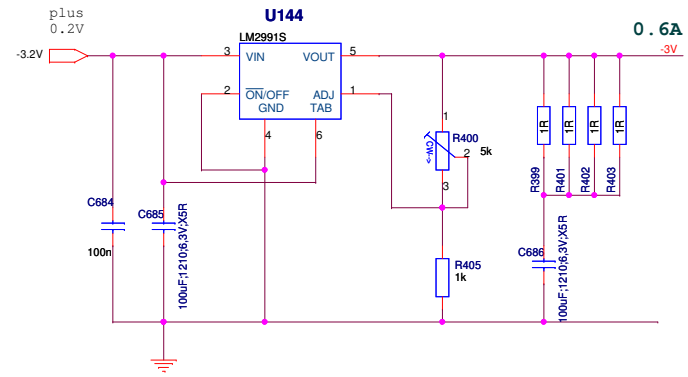 plus
0.2V
U144
LM2991S
0.6A
-3.2V
-3V
3
VIN
VOUT
5
2
ON/OFF
ADJ
1
GND
TAB
4
6
1
R400
CW->
2
5k
3
1R
1R
1R
1R
R399
R401
R402
R403
C684
100n
C685
100uF;1210;6,3V;X5R
R405
1k
C686
100uF;1210;6,3V;X5R